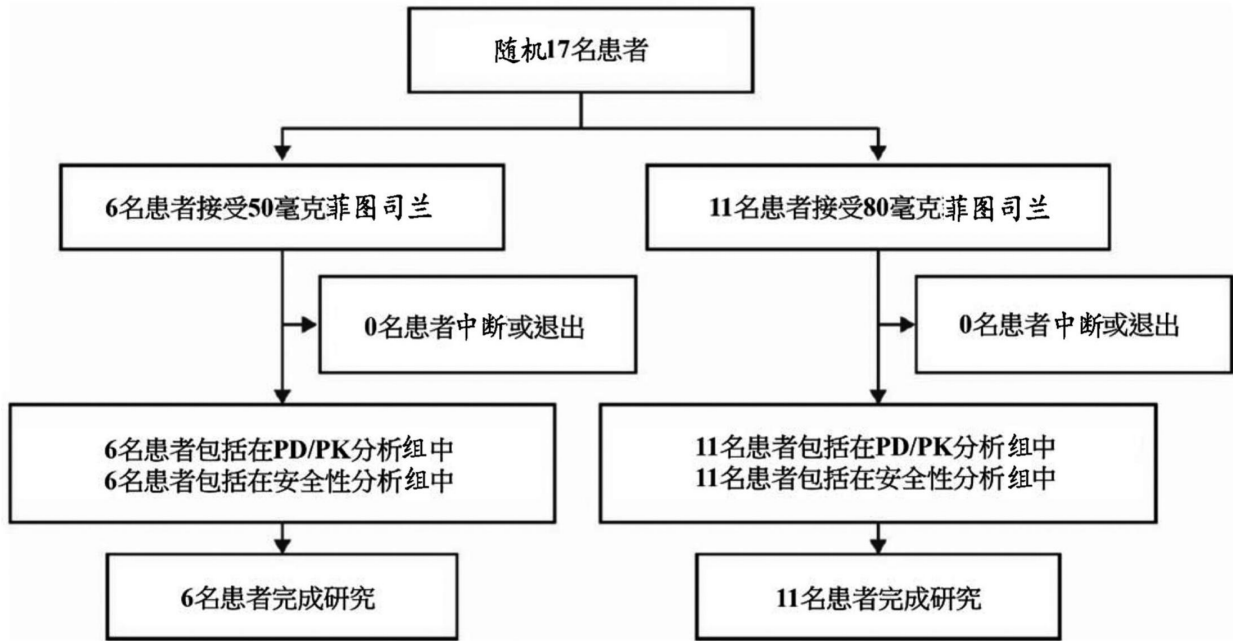 随机17名患者
6名患者接受50毫克菲图司兰
11名患者接受80毫克菲图司兰
0名患者中断或退出
0名患者中断或退出
6名患者包括在PD/PK分析组中
6名患者包括在安全性分析组中
11名患者包括在PD/PK分析组中
11名患者包括在安全性分析组中
6名患者完成研究
11名患者完成研究